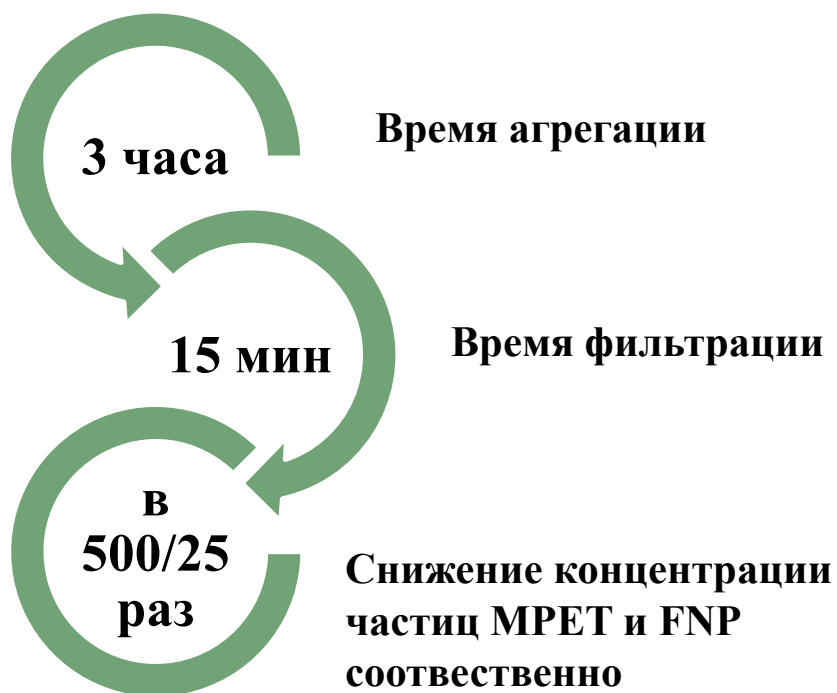 3 часа
Время агрегации
15 мин
Время фильтрации
в
500/25
раз
Снижение концентрации
частиц MPET и FNP
соотвественно